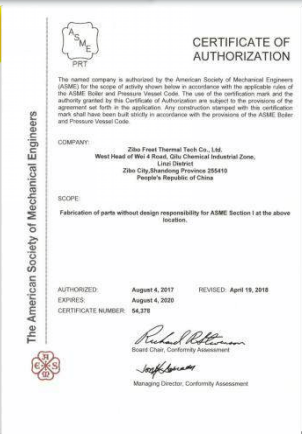 ASME
PRT
CERTIFICATE OF
AUTHORIZATION
The named company is authorized by the American Society of Mechanical Engineers
(ASME) for the scope of activity shown below in accordance with the applicable rules of
the ASME Boiler and Pressure Vessel Code. The use of the certification mark and the
authority granted by this Certificate of Authorization are subject to the provisions of the
agreement set forth in the application. Any construction stamped with this certification
mark shall have been built strictly in accordance with the provisions of the ASME Boiler
and Pressure Vessel Code.
COMPANY:
Zibo Freet Thermal Tech Co., Ltd.
West Head of Wei 4 Road, Qilu Chemical Industrial Zone,
Linzi District
Zibo City,Shandong Province 255410
People's Republic of China
SCOPE:
Fabrication of parts without design responsibility for ASME Section I at the above
location.
AUTHORIZED: August 4, 2017 REVISED: April 19, 2018
EXPIRES: August 4, 2020
CERTIFICATE NUMBER: 54,378
Board Chair, Conformity Assessment
Managing Director, Conformity Assessment
The American Society of Mechanical Engineers